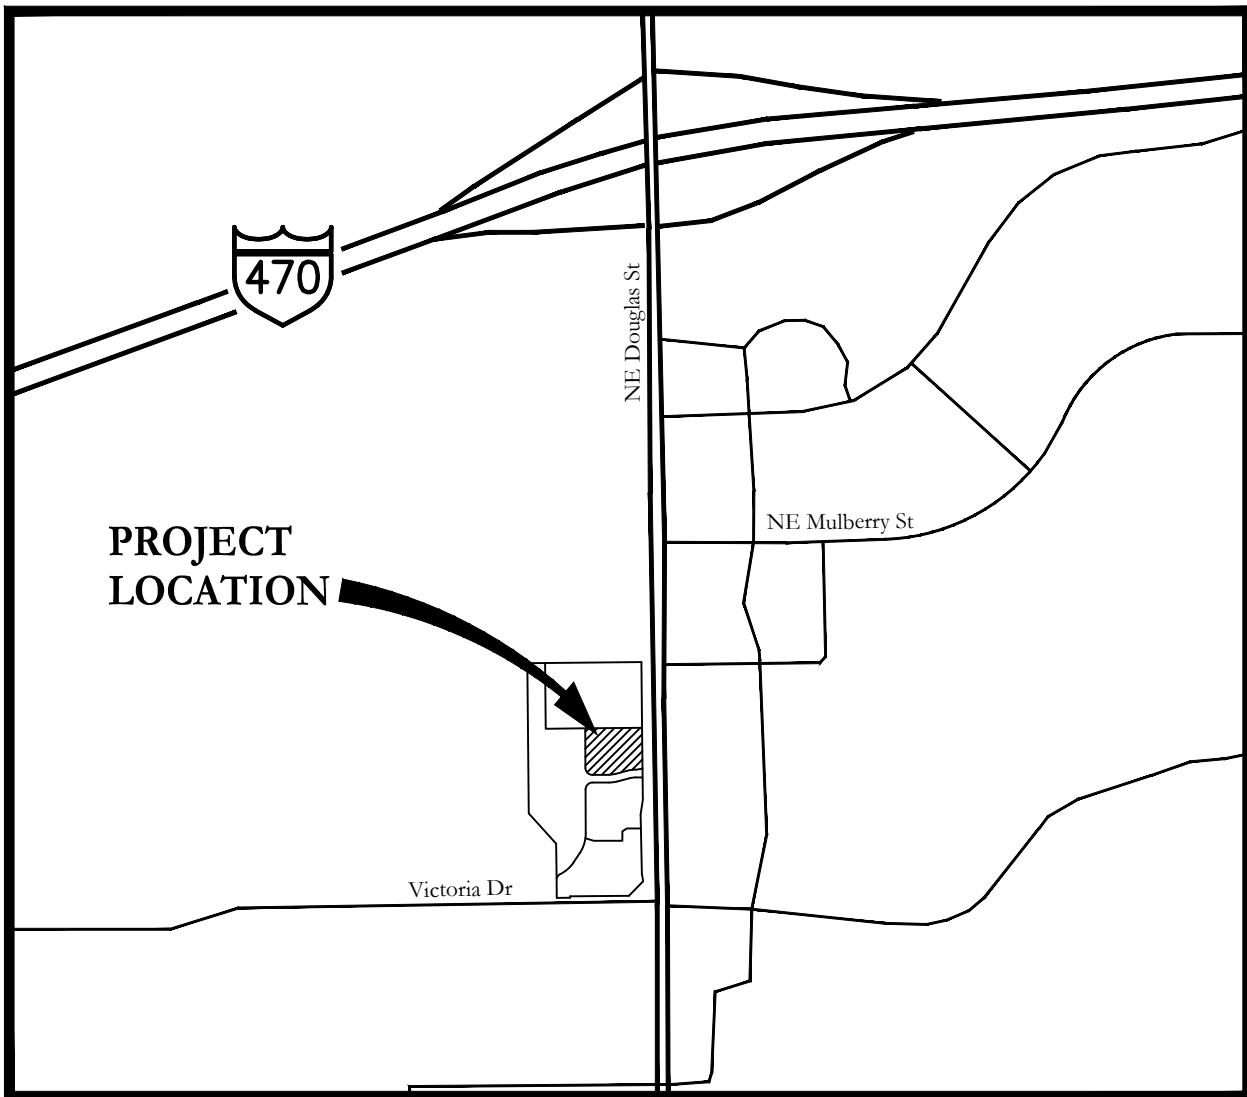 470
NE Douglas St
NE Mulberry St
PROJECT
LOCATION
Victoria Dr